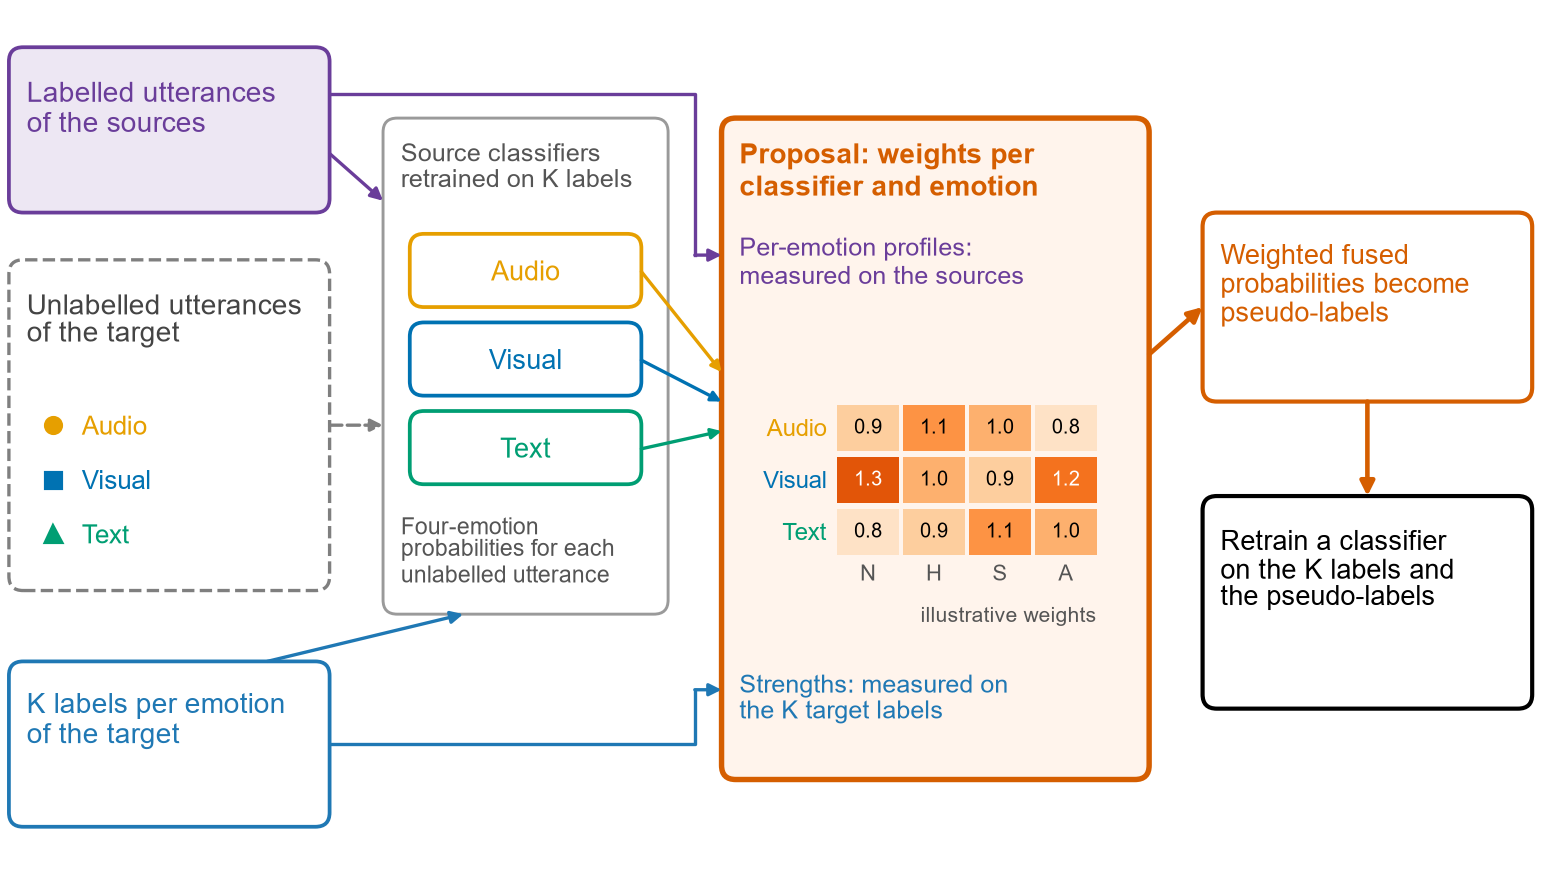 Labelled utterances
of the sources
Unlabelled utterances
of the target
Audio
Visual
Text
K labels per emotion
of the target
Source classifiers
retrained on K labels
Audio
Visual
Text
Four-emotion
probabilities for each
unlabelled utterance
Proposal: weights per
classifier and emotion
Per-emotion profiles:
measured on the sources
Audio 0.9 1.1 1.0 0.8
Visual 1.3 1.0 0.9 1.2
Text 0.8 0.9 1.1 1.0
N H S A
illustrative weights
Strengths: measured on
the K target labels
Weighted fused
probabilities become
pseudo-labels
Retrain a classifier
on the K labels and
the pseudo-labels